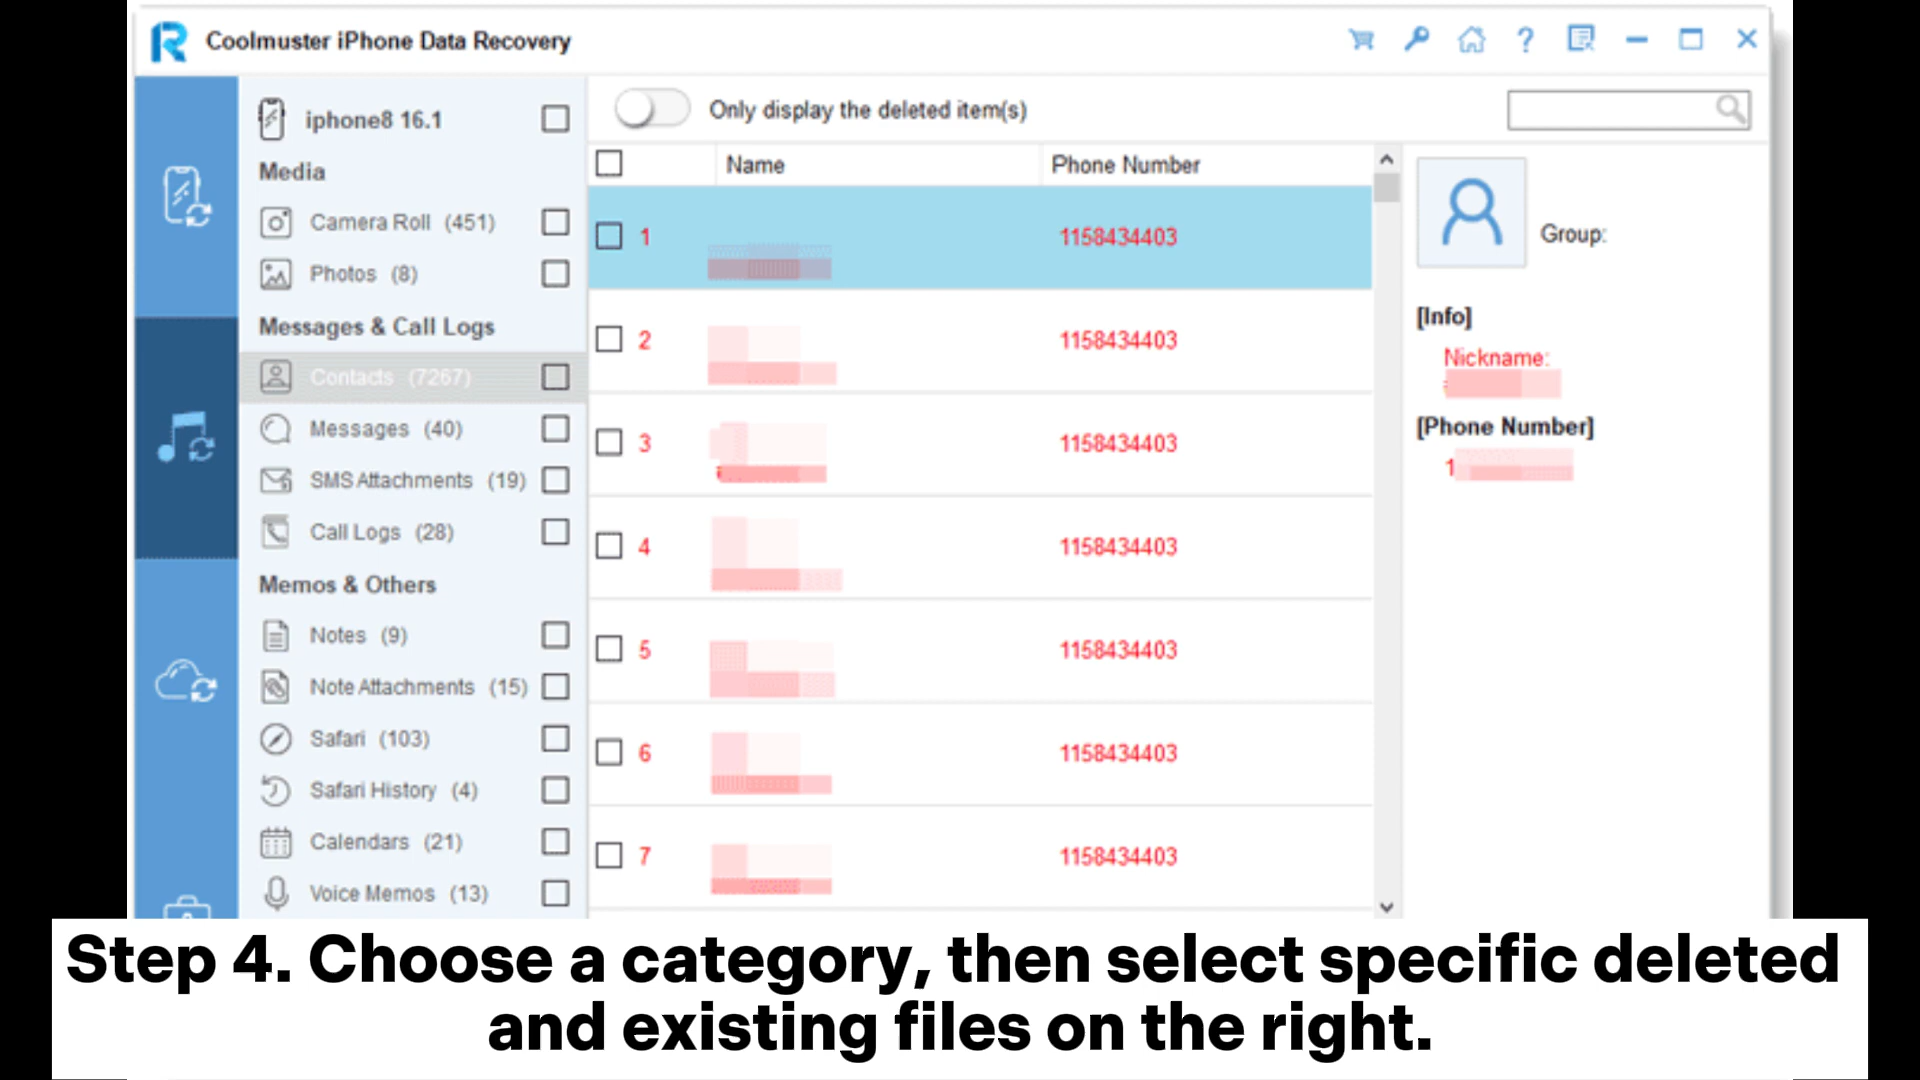 Coolmuster iPhone Data Recovery
iphone8 16.1
Media
Camera Roll (451)
Photos (8)
Messages & Call Logs
Contacts (7267)
Messages (40)
SMS Attachments (19)
Call Logs (28)
Memos & Others
Notes (9)
Note Attachments (15)
Safari (103)
Safari History (4)
Calendars (21)
Voice Memos (13)
Only display the deleted item(s)
Name Phone Number
1 1158434403
2 1158434403
3 1158434403
4 1158434403
5 1158434403
6 1158434403
7 1158434403
Group:
[Info]
Nickname:
[Phone Number]
1
Step 4. Choose a category, then select specific deleted
and existing files on the right.